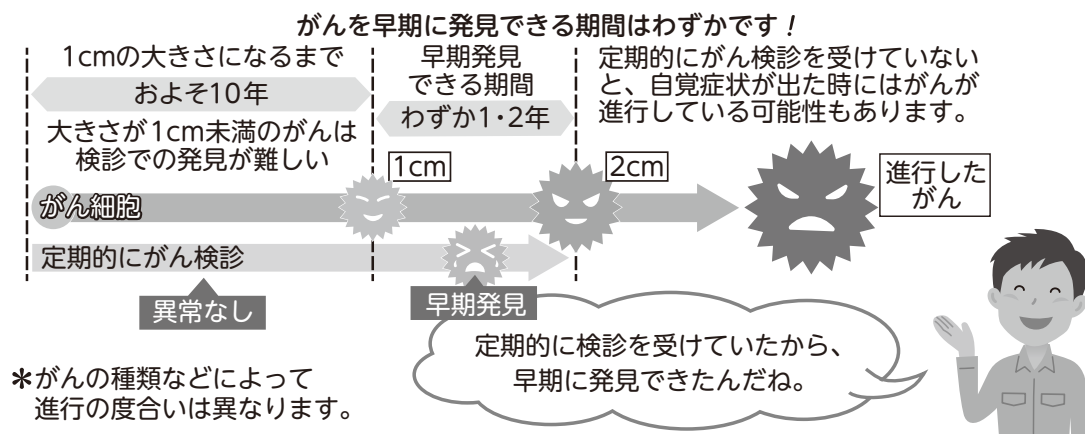 がんを早期に発見できる期間はわずかです！
1cmの大きさになるまで
およそ10年
大きさが1cm未満のがんは
検診での発見が難しい
早期発見
できる期間
わずか1・2年
定期的にがん検診を受けていない
と、自覚症状が出た時にはがんが
進行している可能性もあります。
1cm
2cm
進行した
がん
がん細胞
定期的にがん検診
異常なし
早期発見
定期的に検診を受けていたから、
早期に発見できたんだね。
＊がんの種類などによって
進行の度合いは異なります。